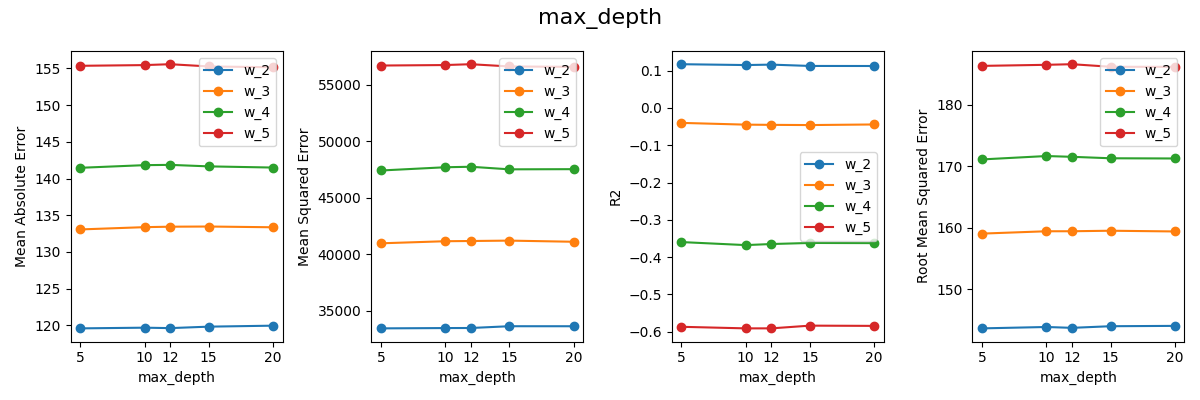 max_depth
Mean Absolute Error
155
150
145
140
135
130
125
120
5 10 12 15 20
max_depth
w_2
w_3
w_4
w_5
Mean Squared Error
55000
50000
45000
40000
35000
5 10 12 15 20
max_depth
w_2
w_3
w_4
w_5
R2
0.1
0.0
−0.1
−0.2
−0.3
−0.4
−0.5
−0.6
5 10 12 15 20
max_depth
w_2
w_3
w_4
w_5
Root Mean Squared Error
180
170
160
150
5 10 12 15 20
max_depth
w_2
w_3
w_4
w_5